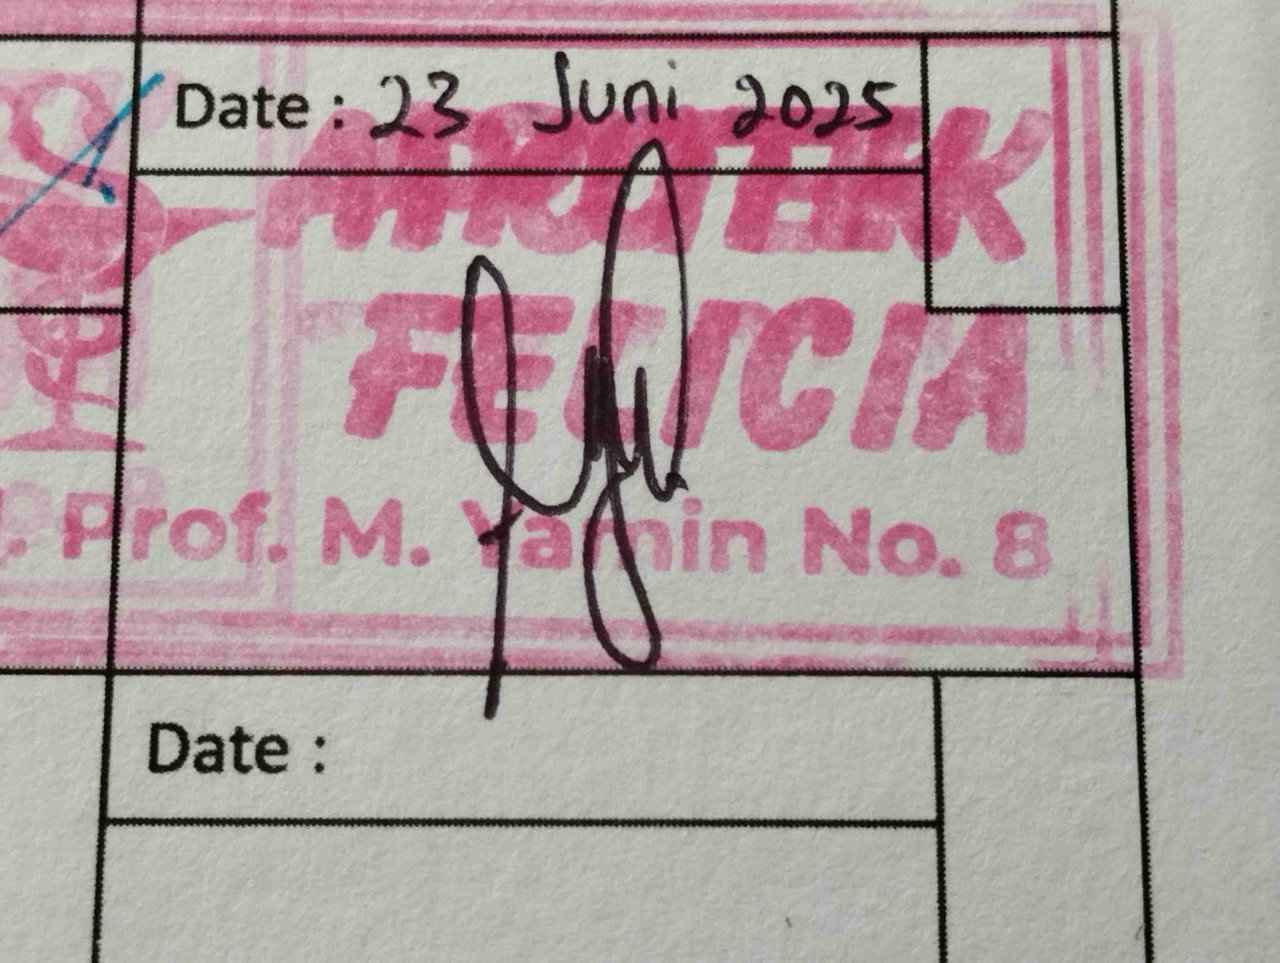 Date : 23 Juni 2025
APOTEK
FELICIA
. Prof. M. Yamin No. 8
Date :